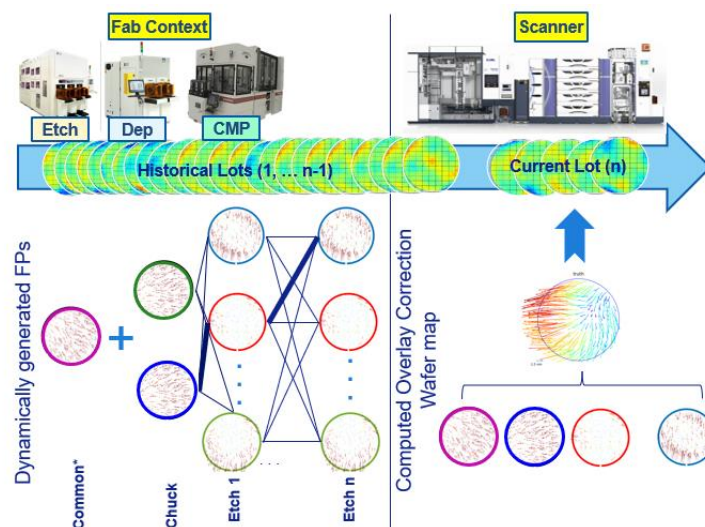 Fab Context
Scanner
Etch
Dep
CMP
Historical Lots (1, ... n-1)
Current Lot (n)
Dynamically generated FPs
Computed Overlay Correction
Wafer map
truth
+
Common*
Chuck
Etch 1
. . .
Etch n